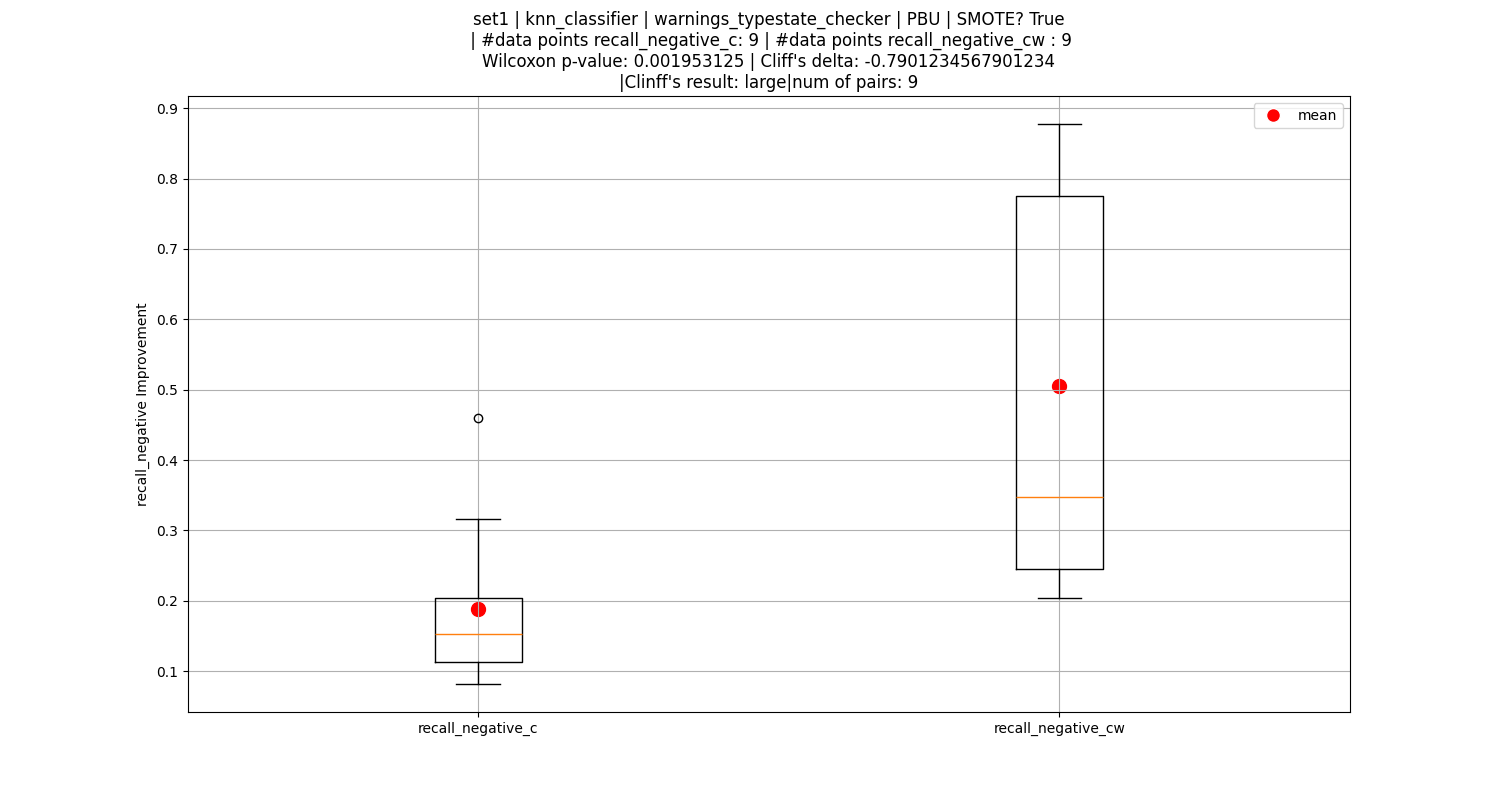 set1 | knn_classifier | warnings_typestate_checker | PBU | SMOTE? True
| #data points recall_negative_c: 9 | #data points recall_negative_cw : 9
Wilcoxon p-value: 0.001953125 | Cliff's delta: -0.7901234567901234
|Clinff's result: large|num of pairs: 9
mean
0.9
0.8
0.7
0.6
0.5
0.4
0.3
0.2
0.1
recall_negative Improvement
recall_negative_c
recall_negative_cw